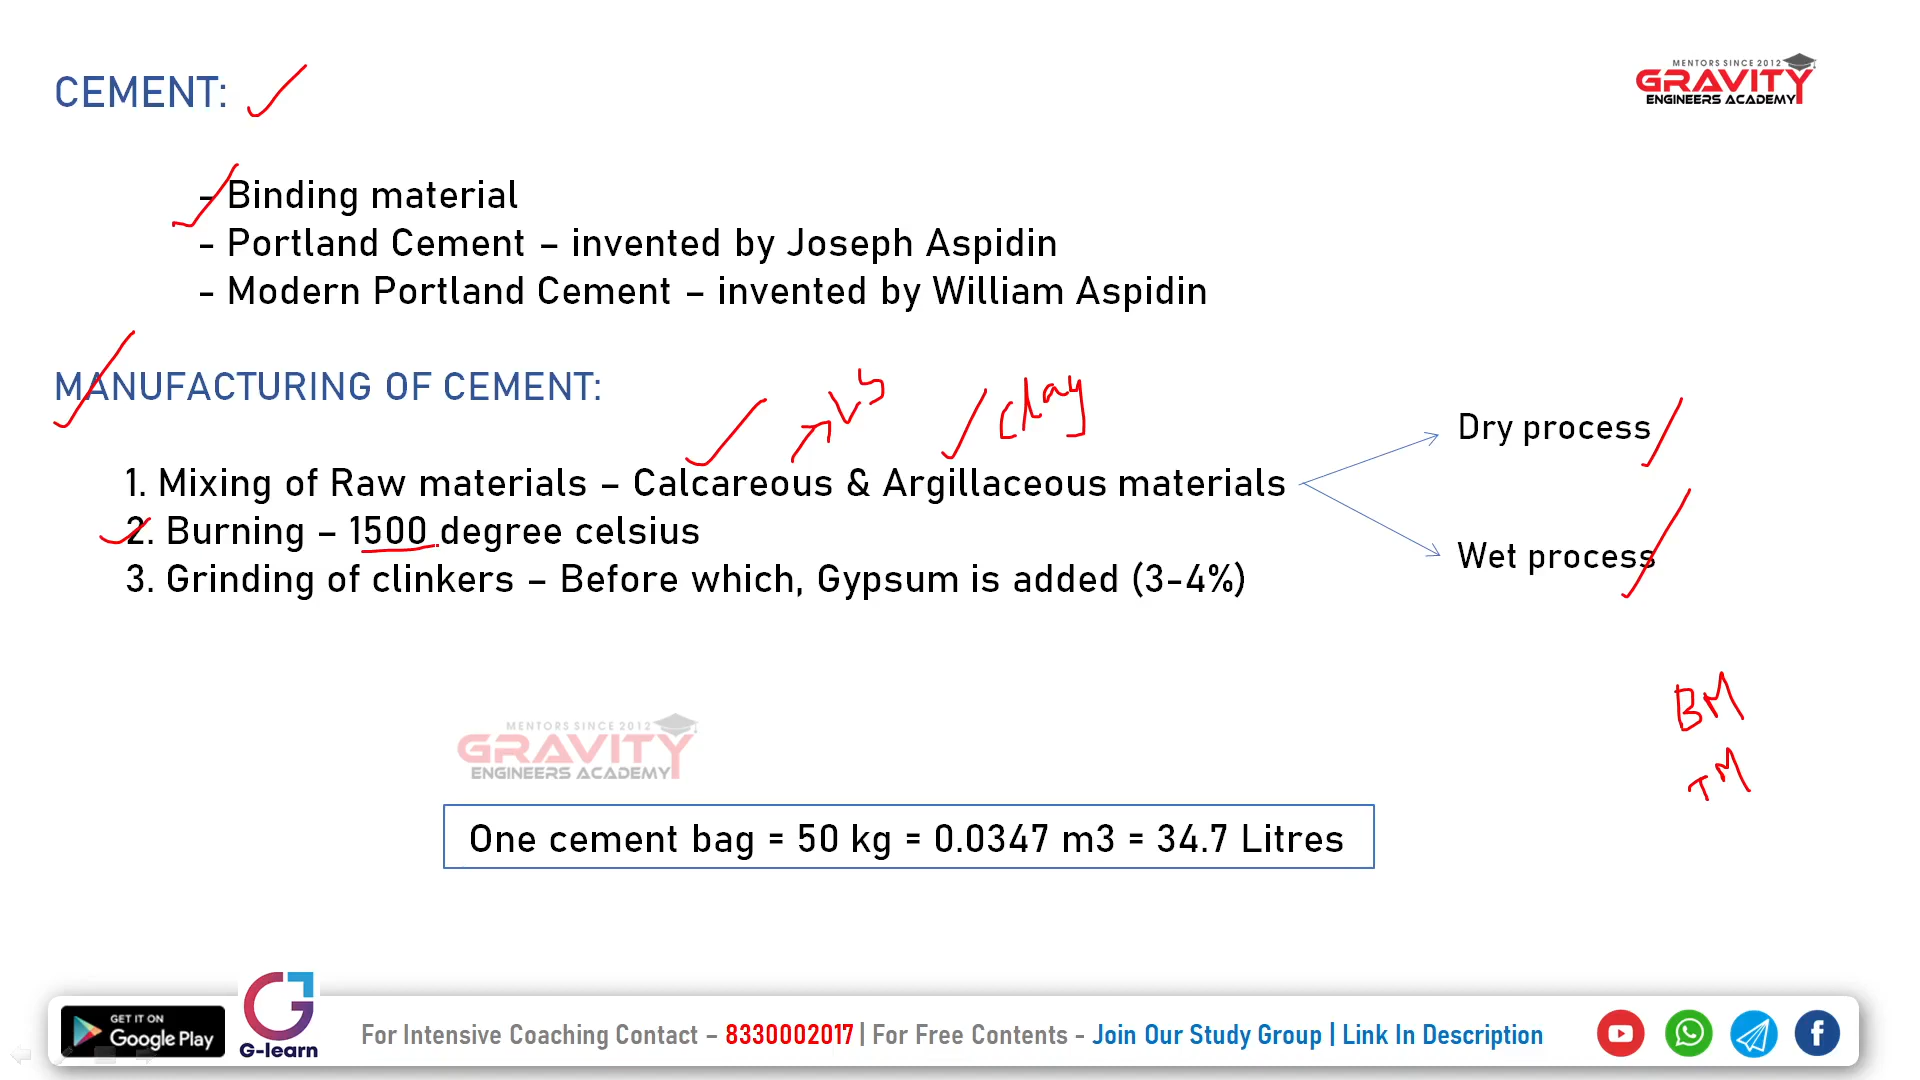 CEMENT:
MENTORS SINCE 2012
GRAVITY
ENGINEERS ACADEMY
- Binding material
- Portland Cement – invented by Joseph Aspidin
- Modern Portland Cement – invented by William Aspidin
MANUFACTURING OF CEMENT:
LS
Clay
Dry process
1. Mixing of Raw materials – Calcareous & Argillaceous materials
2. Burning – 1500 degree celsius
Wet process
3. Grinding of clinkers – Before which, Gypsum is added (3-4%)
BM
TM
MENTORS SINCE 2012
GRAVITY
ENGINEERS ACADEMY
One cement bag = 50 kg = 0.0347 m3 = 34.7 Litres
GET IT ON
Google Play
G-learn
For Intensive Coaching Contact – 8330002017 | For Free Contents - Join Our Study Group | Link In Description